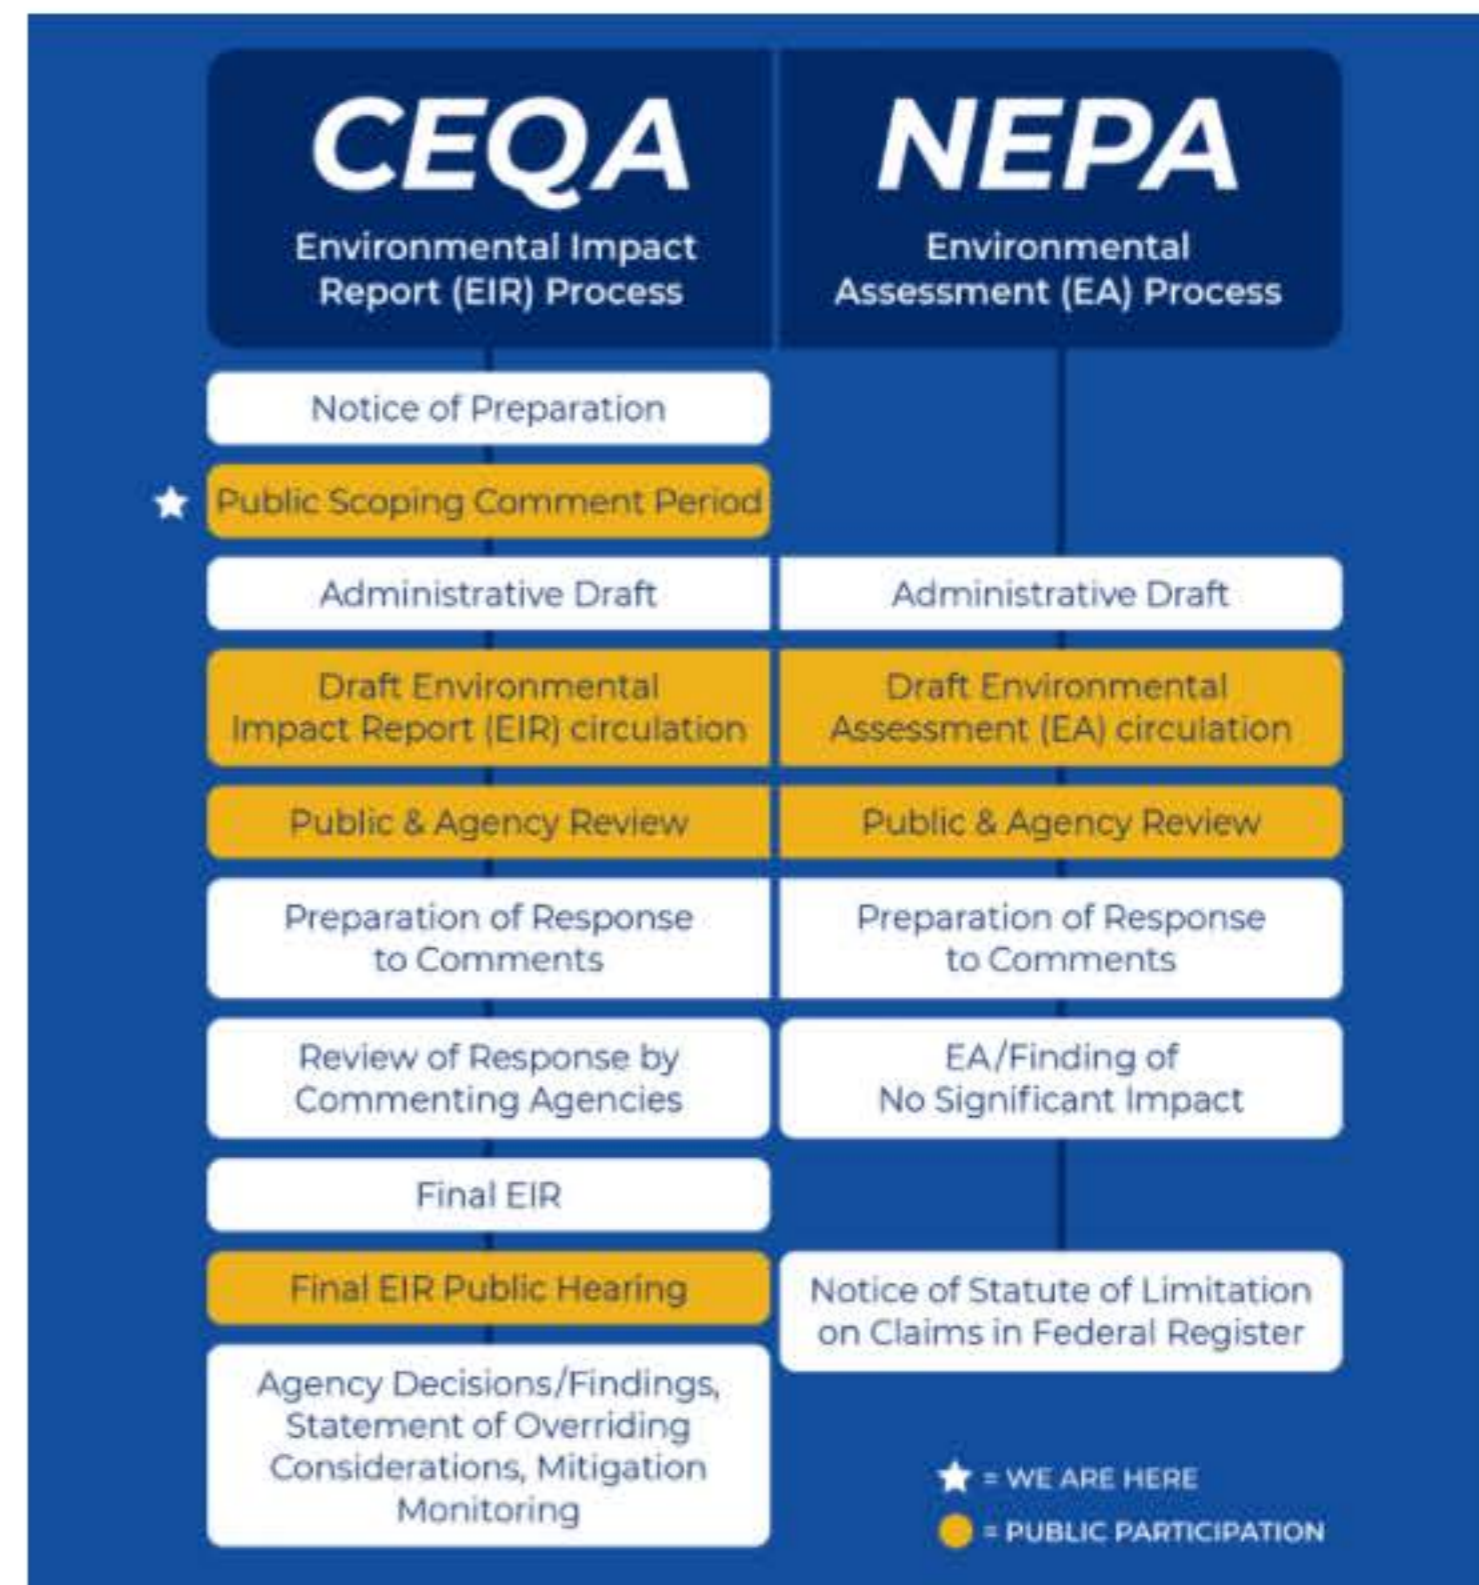 CEQA
Environmental Impact
Report (EIR) Process
NEPA
Environmental
Assessment (EA) Process
Notice of Preparation
Public Scoping Comment Period
Administrative Draft
Administrative Draft
Draft Environmental
Impact Report (EIR) circulation
Draft Environmental
Assessment (EA) circulation
Public & Agency Review
Public & Agency Review
Preparation of Response
to Comments
Preparation of Response
to Comments
Review of Response by
Commenting Agencies
EA/Finding of
No Significant Impact
Final EIR
Final EIR Public Hearing
Notice of Statute of Limitation
on Claims in Federal Register
Agency Decisions/Findings,
Statement of Overriding
Considerations, Mitigation
Monitoring
= WE ARE HERE
= PUBLIC PARTICIPATION